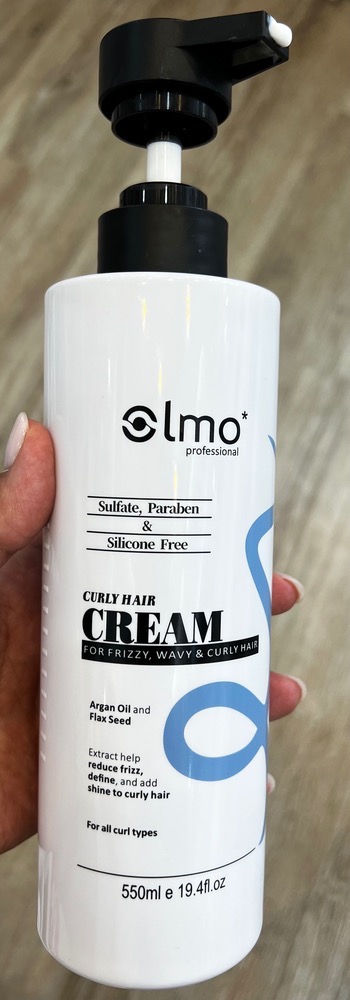 Olmo*
professional
Sulfate, Paraben
&
Silicone Free
CURLY HAIR
CREAM
FOR FRIZZY, WAVY & CURLY HAIR
Argan Oil and
Flax Seed
Extract help
reduce frizz,
define, and add
shine to curly hair
For all curl types
550ml e 19.4fl.oz